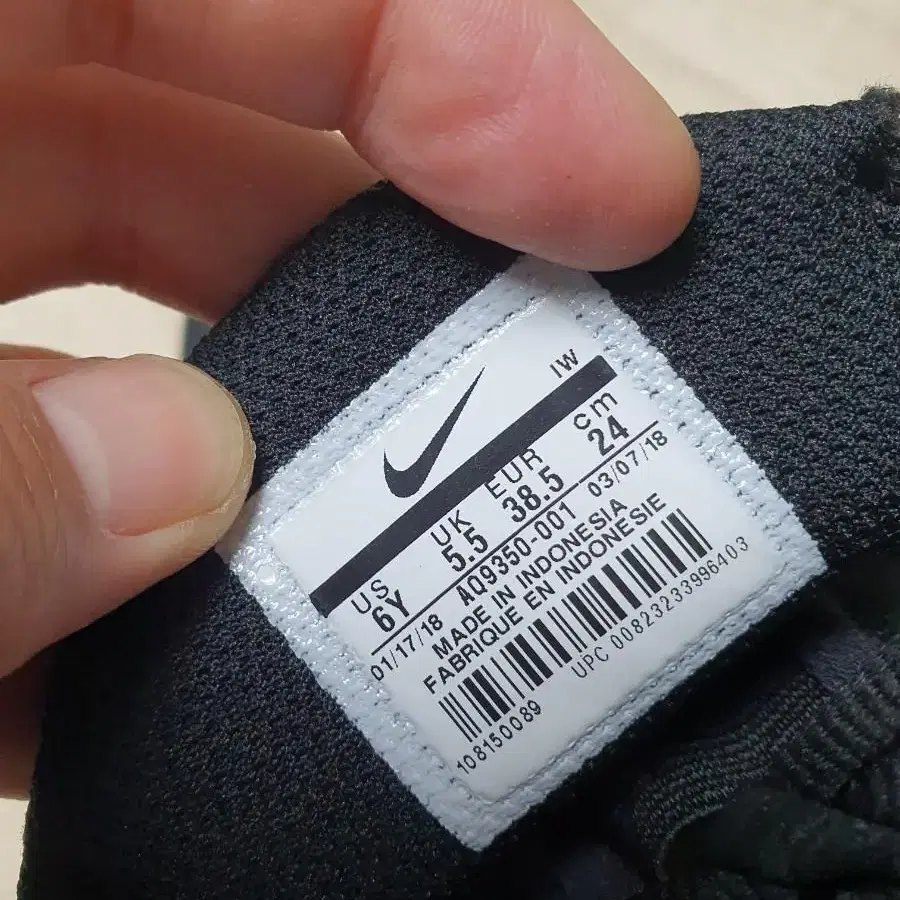 IW
US UK EUR cm
6Y 5.5 38.5 24
01/17/18 AQ9350-001 03/07/18
MADE IN INDONESIA
FABRIQUE EN INDONESIE
108150089 UPC 00823233996403